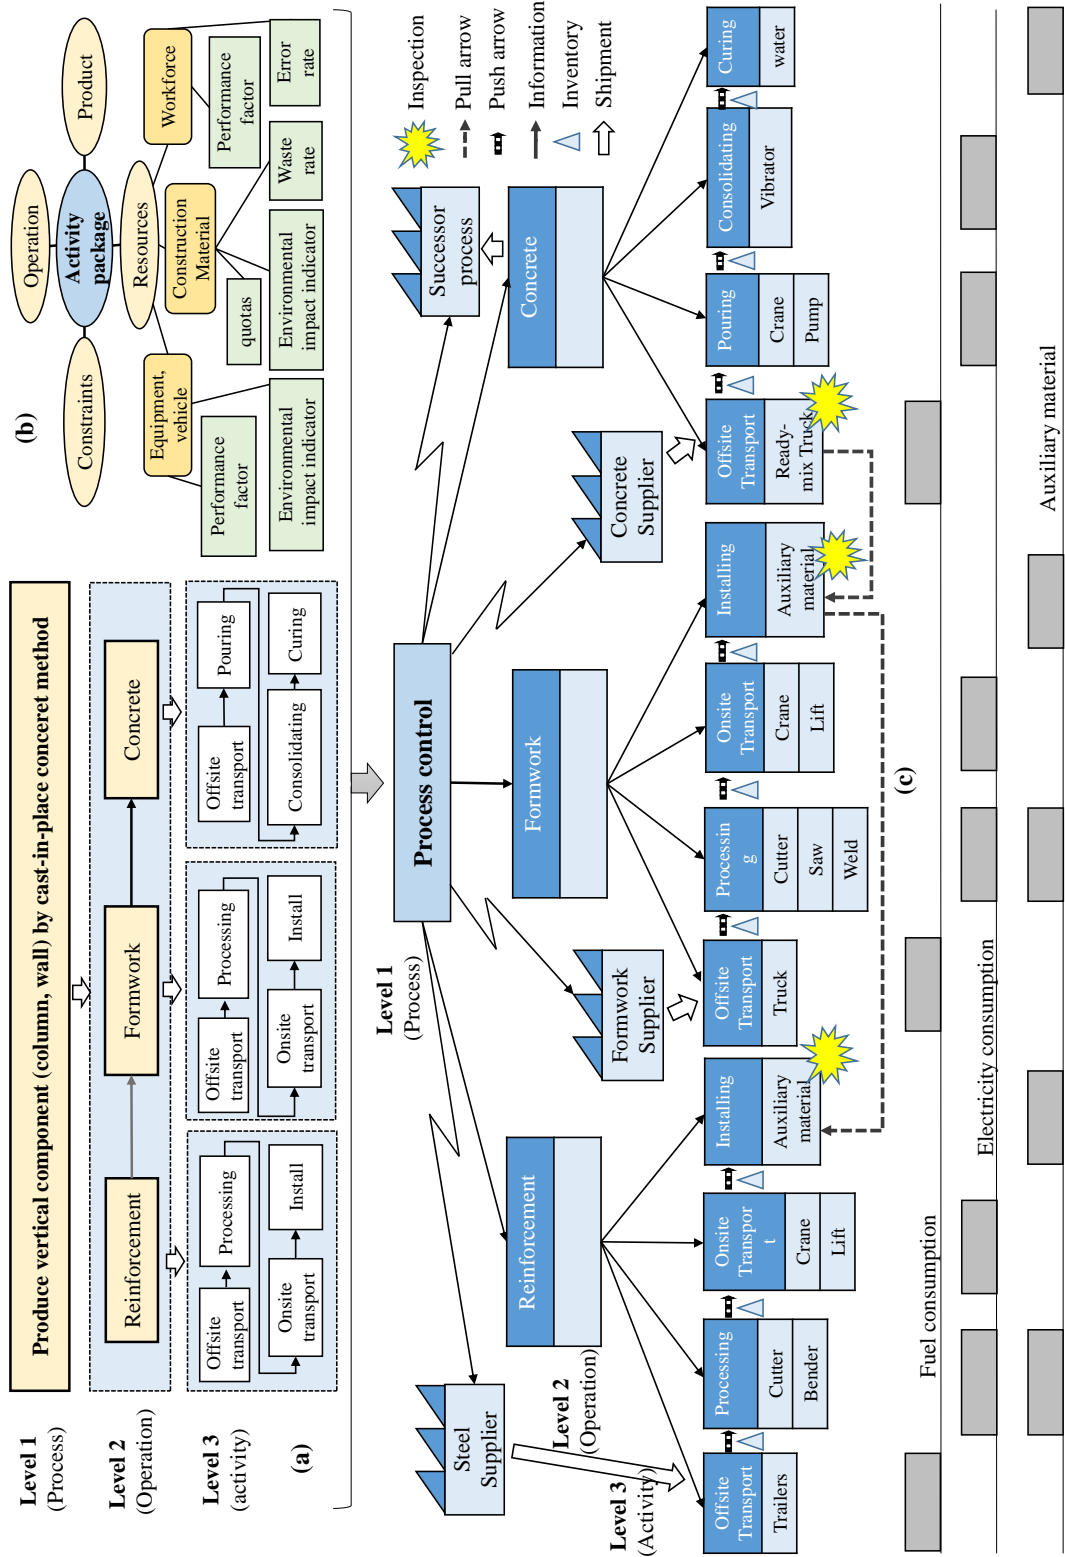 Level 1
(Process)
Produce vertical component (column, wall) by cast-in-place concret method
Level 2
(Operation)
Reinforcement
Formwork
Concrete
Level 3
(activity)
Offsite
transport
Processing
Onsite
transport
Install
Offsite
transport
Processing
Onsite
transport
Install
Offsite
transport
Pouring
Consolidating
Curing
(a)
(b)
Operation
Constraints
Activity
package
Product
Resources
Equipment,
vehicle
Construction
Material
Workforce
Performance
factor
quotas
Performance
factor
Environmental
impact indicator
Environmental
impact indicator
Waste
rate
Error
rate
Level 1
(Process)
Process control
Inspection
Pull arrow
Push arrow
Information
Inventory
Shipment
Steel
Supplier
Formwork
Supplier
Concrete
Supplier
Successor
process
Level 2
(Operation)
Reinforcement
Formwork
Concrete
Level 3
(Activity)
Offsite
Transport
Trailers
Processing
Cutter
Bender
Onsite
Transpor
t
Crane
Lift
Installing
Auxiliary
material
Offsite
Transport
Truck
Processin
g
Cutter
Saw
Weld
Onsite
Transport
Crane
Lift
Installing
Auxiliary
material
Offsite
Transport
Ready-
mix Truck
Pouring
Crane
Pump
Consolidating
Vibrator
Curing
water
(c)
Fuel consumption
Electricity consumption
Auxiliary material